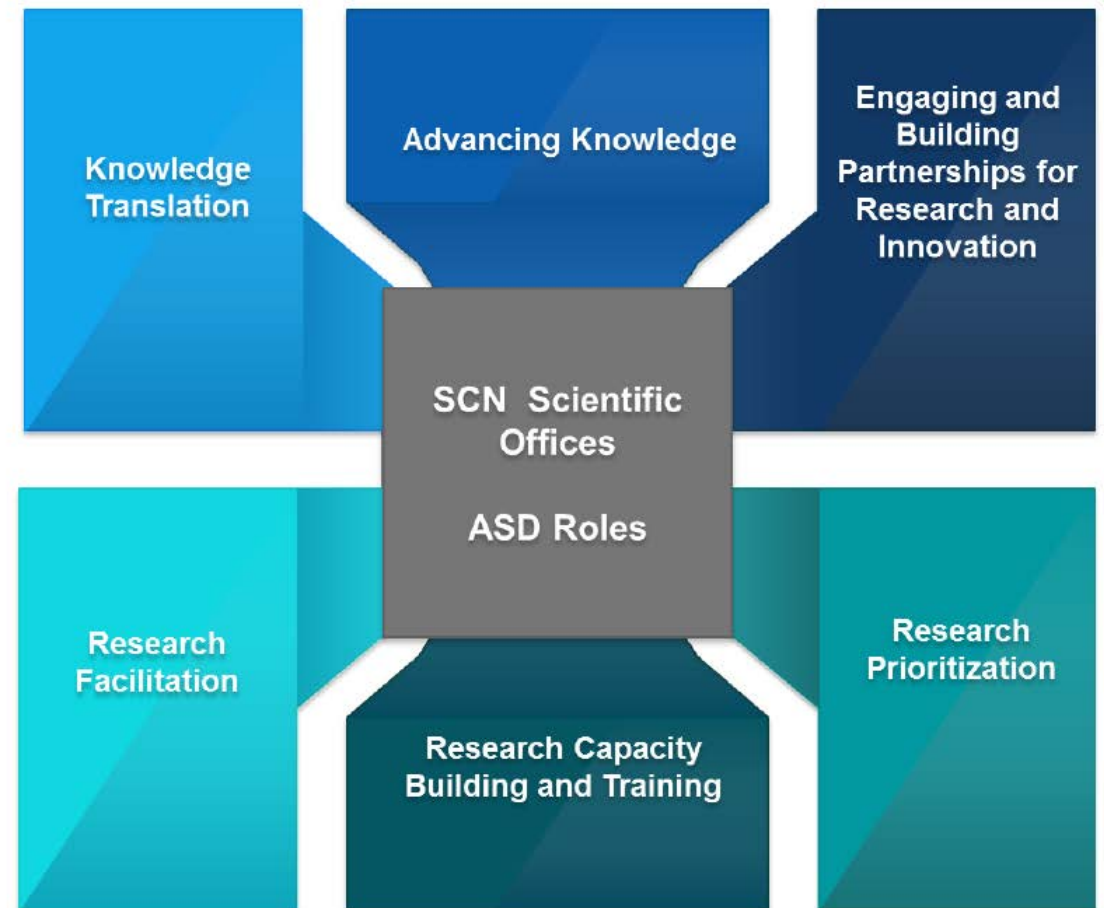 Knowledge
Translation
Advancing Knowledge
Engaging and
Building
Partnerships for
Research and
Innovation
SCN Scientific
Offices
ASD Roles
Research
Facilitation
Research Capacity
Building and Training
Research
Prioritization